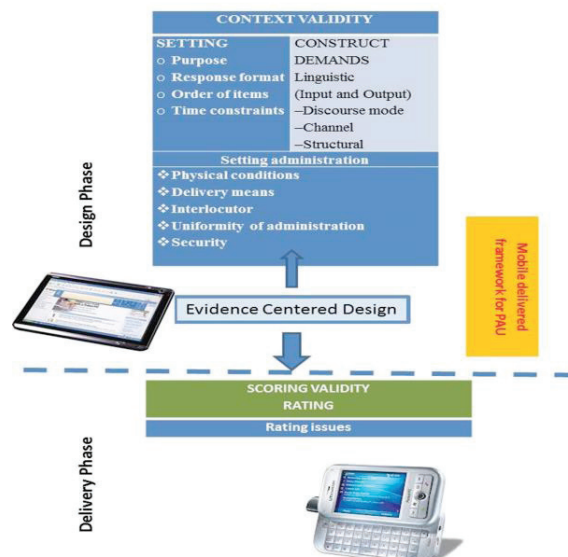 CONTEXT VALIDITY
SETTING
o Purpose
o Response format
o Order of items
o Time constraints
CONSTRUCT
DEMANDS
Linguistic
(Input and Output)
–Discourse mode
–Channel
–Structural
Setting administration
❖Physical conditions
❖Delivery means
❖Interlocutor
❖Uniformity of administration
❖Security
Design Phase
Mobile delivered
framework for PAU
Evidence Centered Design
SCORING VALIDITY
RATING
Rating issues
Delivery Phase